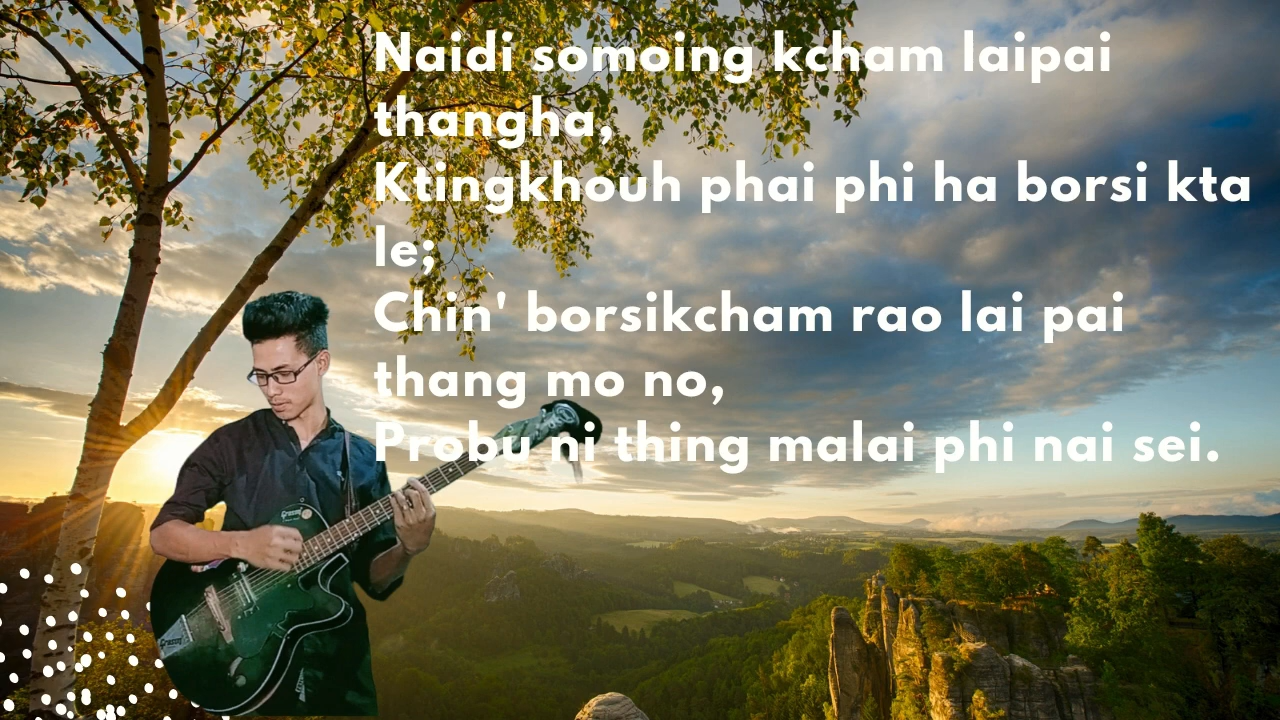 Naidi somoing kcham laipai
thangha,
Ktingkhouh phai phi ha borsi kta
le;
Chin' borsikcham rao lai pai
thang mo no,
Probu ni thing malai phi nai sei.